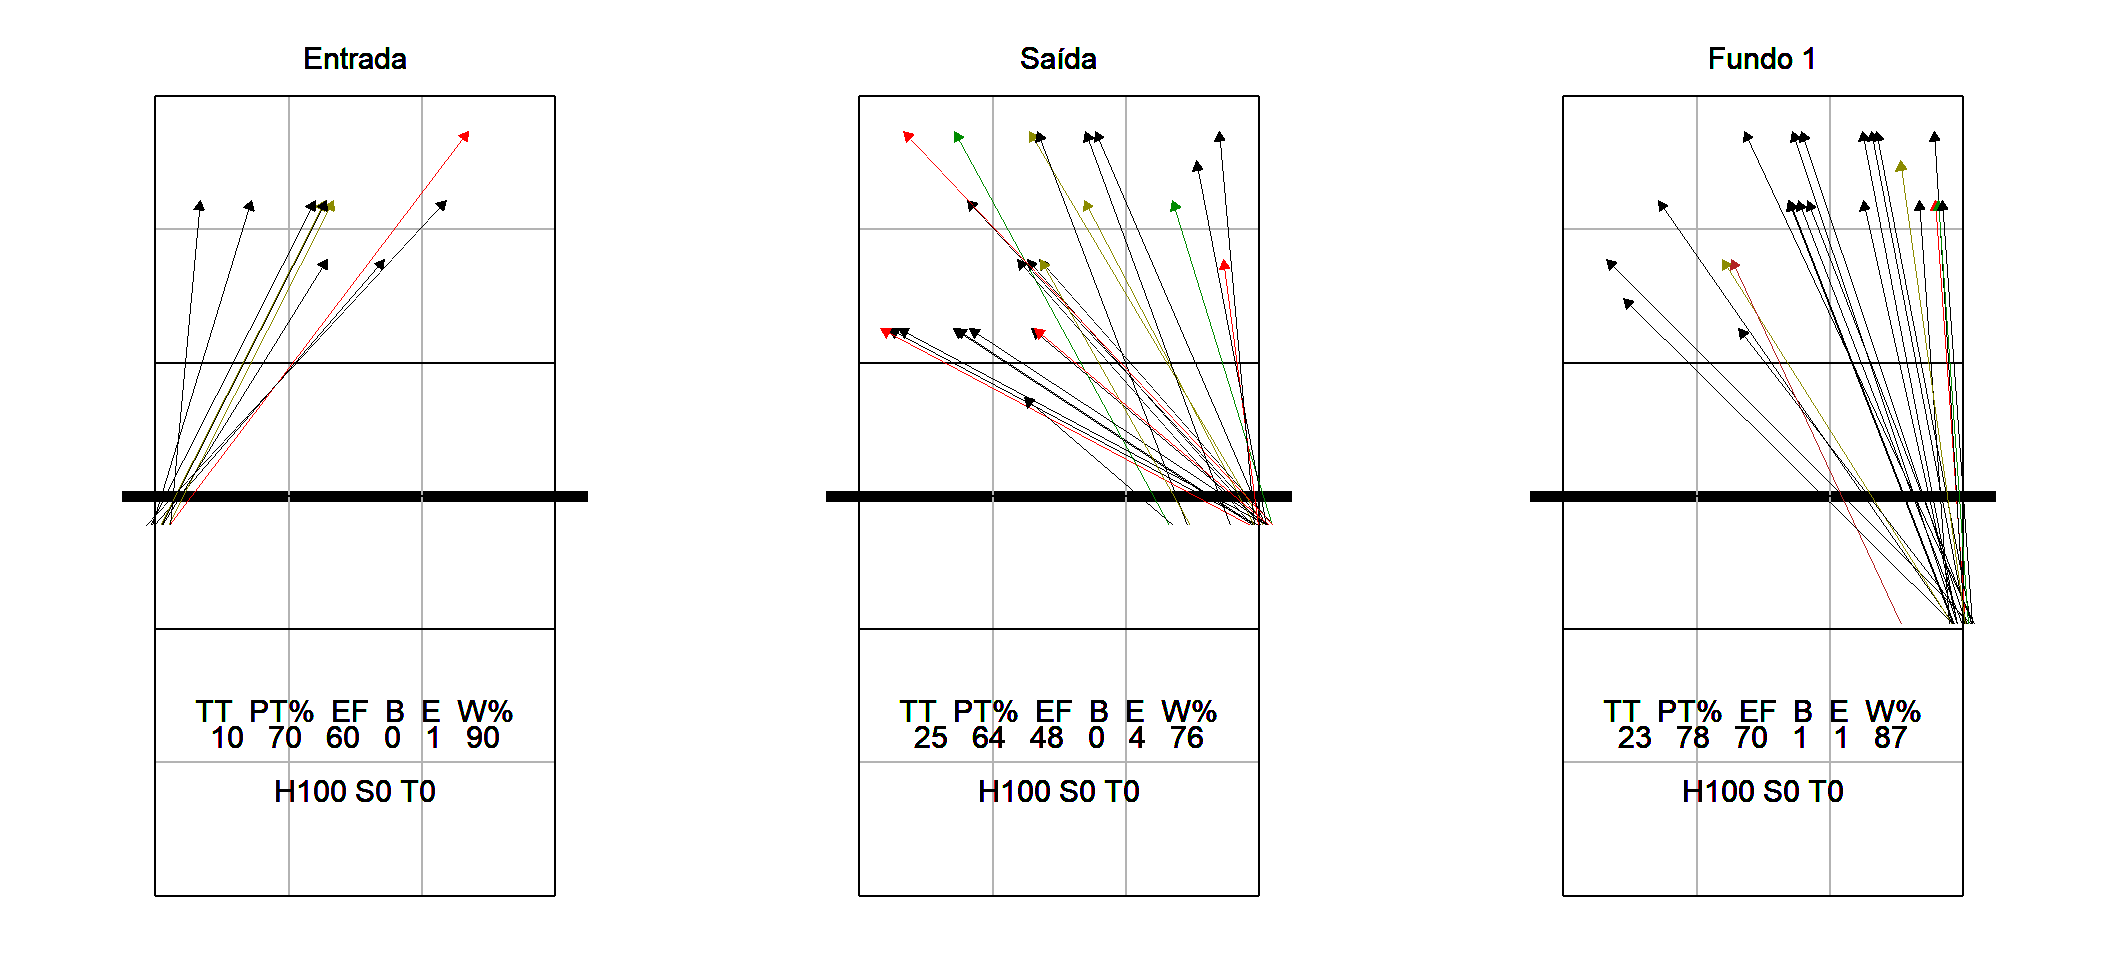 Entrada
TT PT% EF B E W%
10 70 60 0 1 90
H100 S0 T0
Saída
TT PT% EF B E W%
25 64 48 0 4 76
H100 S0 T0
Fundo 1
TT PT% EF B E W%
23 78 70 1 1 87
H100 S0 T0